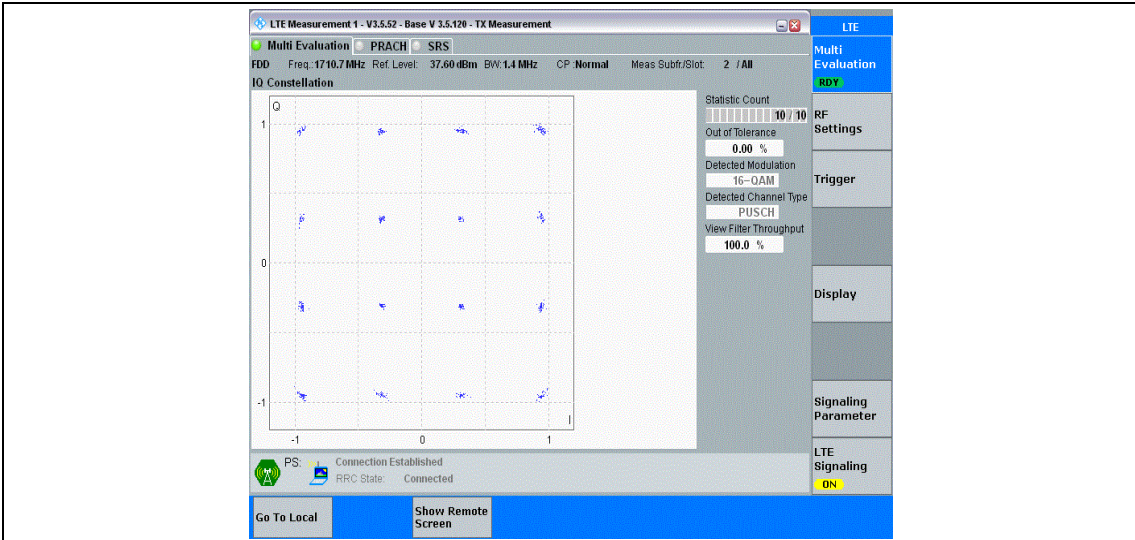 LTE Measurement 1 - V3.5.52 - Base V 3.5.120 - TX Measurement
LTE
Multi Evaluation PRACH SRS
Multi
Evaluation
RDY
FDD Freq.:1710.7 MHz Ref. Level: 37.60 dBm BW:1.4 MHz CP :Normal Meas Subfr./Slot: 2 / All
IQ Constellation
Q
1
0
-1
I
-1 0 1
Statistic Count
10 / 10
Out of Tolerance
0.00 %
Detected Modulation
16-QAM
Detected Channel Type
PUSCH
View Filter Throughput
100.0 %
RF
Settings
Trigger
Display
Signaling
Parameter
LTE
Signaling
ON
PS: Connection Established
RRC State: Connected
Go To Local
Show Remote
Screen